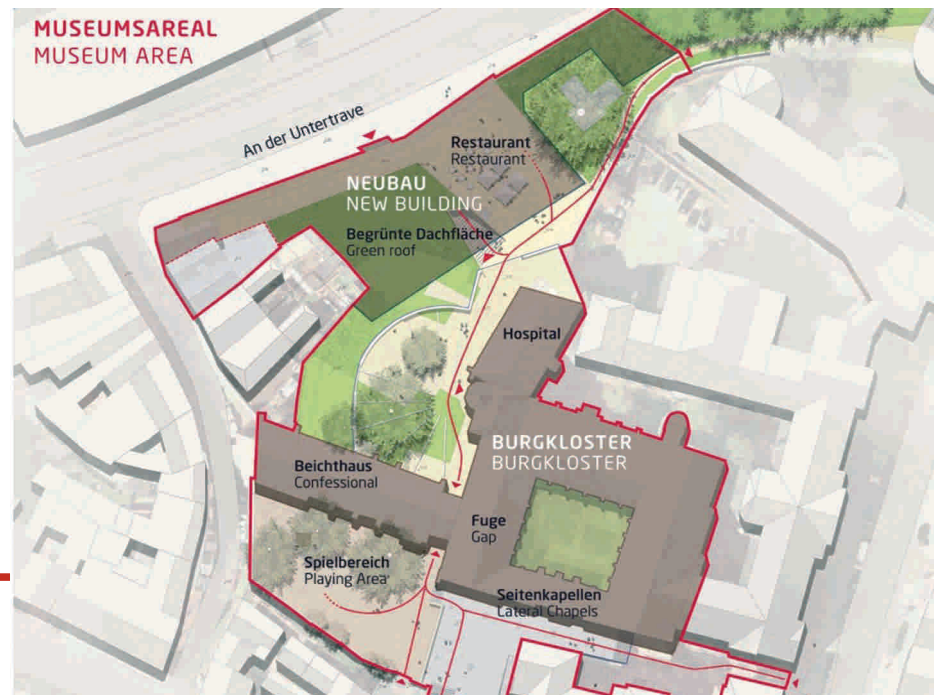 MUSEUMSAREAL
MUSEUM AREA
An der Untertrave
Restaurant
Restaurant
NEUBAU
NEW BUILDING
Begrünte Dachfläche
Green roof
Hospital
BURGKLOSTER
BURGKLOSTER
Beichthaus
Confessional
Fuge
Gap
Spielbereich
Playing Area
Seitenkapellen
Lateral Chapels